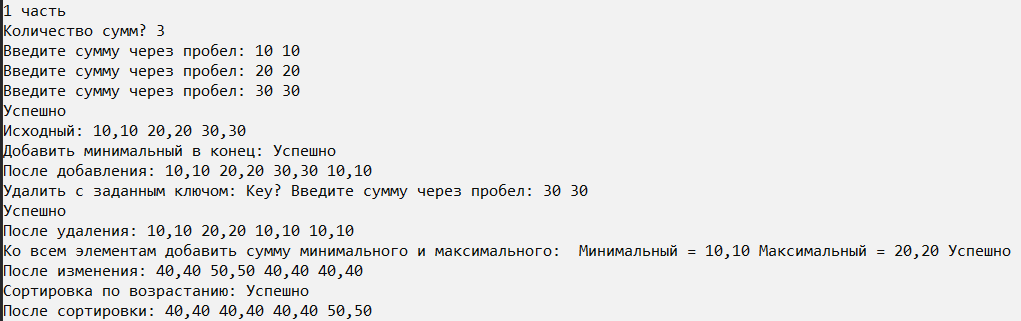 1 часть
Количество сумм? 3
Введите сумму через пробел: 10 10
Введите сумму через пробел: 20 20
Введите сумму через пробел: 30 30
Успешно
Исходный: 10,10 20,20 30,30
Добавить минимальный в конец: Успешно
После добавления: 10,10 20,20 30,30 10,10
Удалить с заданным ключом: Key? Введите сумму через пробел: 30 30
Успешно
После удаления: 10,10 20,20 10,10 10,10
Ко всем элементам добавить сумму минимального и максимального:  Минимальный = 10,10 Максимальный = 20,20 Успешно
После изменения: 40,40 50,50 40,40 40,40
Сортировка по возрастанию: Успешно
После сортировки: 40,40 40,40 40,40 50,50